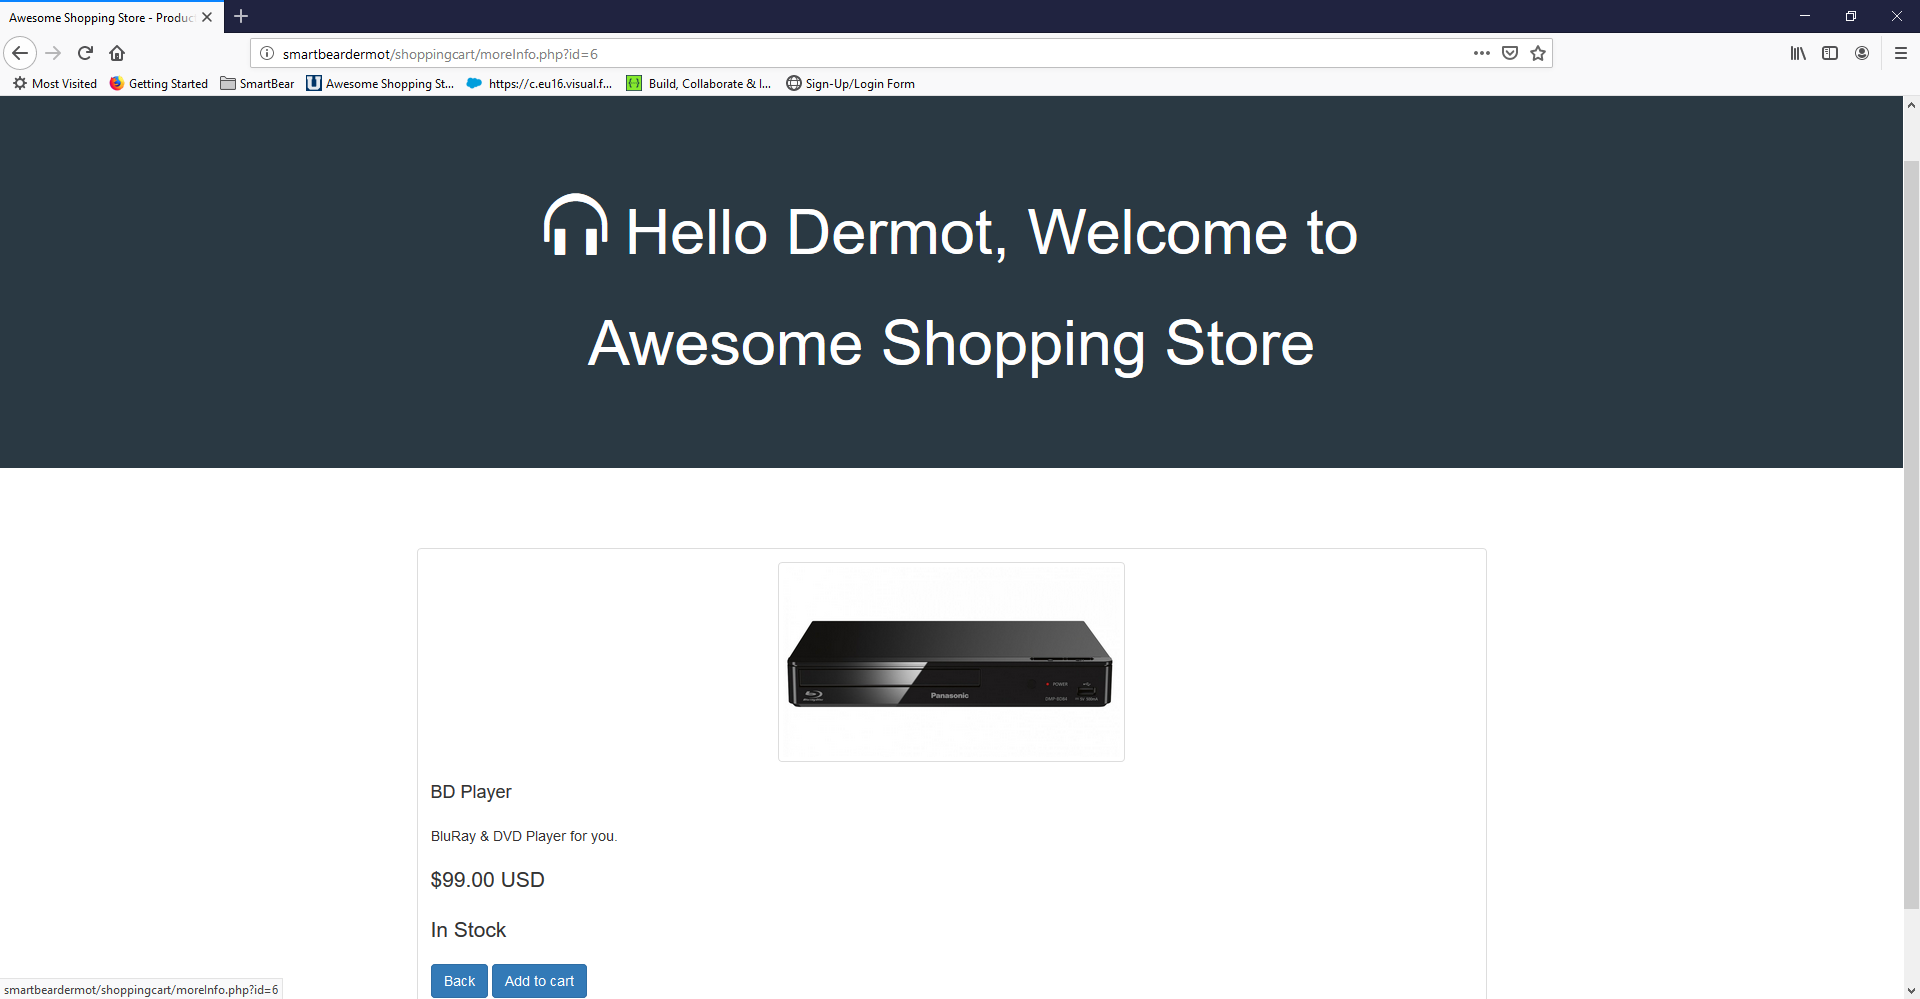 Awesome Shopping Store - Produc
smartbeardermot/shoppingcart/moreInfo.php?id=6
Most Visited Getting Started SmartBear Awesome Shopping St... https://c.eu16.visual.f... Build, Collaborate & I... Sign-Up/Login Form
Hello Dermot, Welcome to
Awesome Shopping Store
POWER
Panasonic
BD Player
BluRay & DVD Player for you.
$99.00 USD
In Stock
Back Add to cart
smartbeardermot/shoppingcart/moreInfo.php?id=6